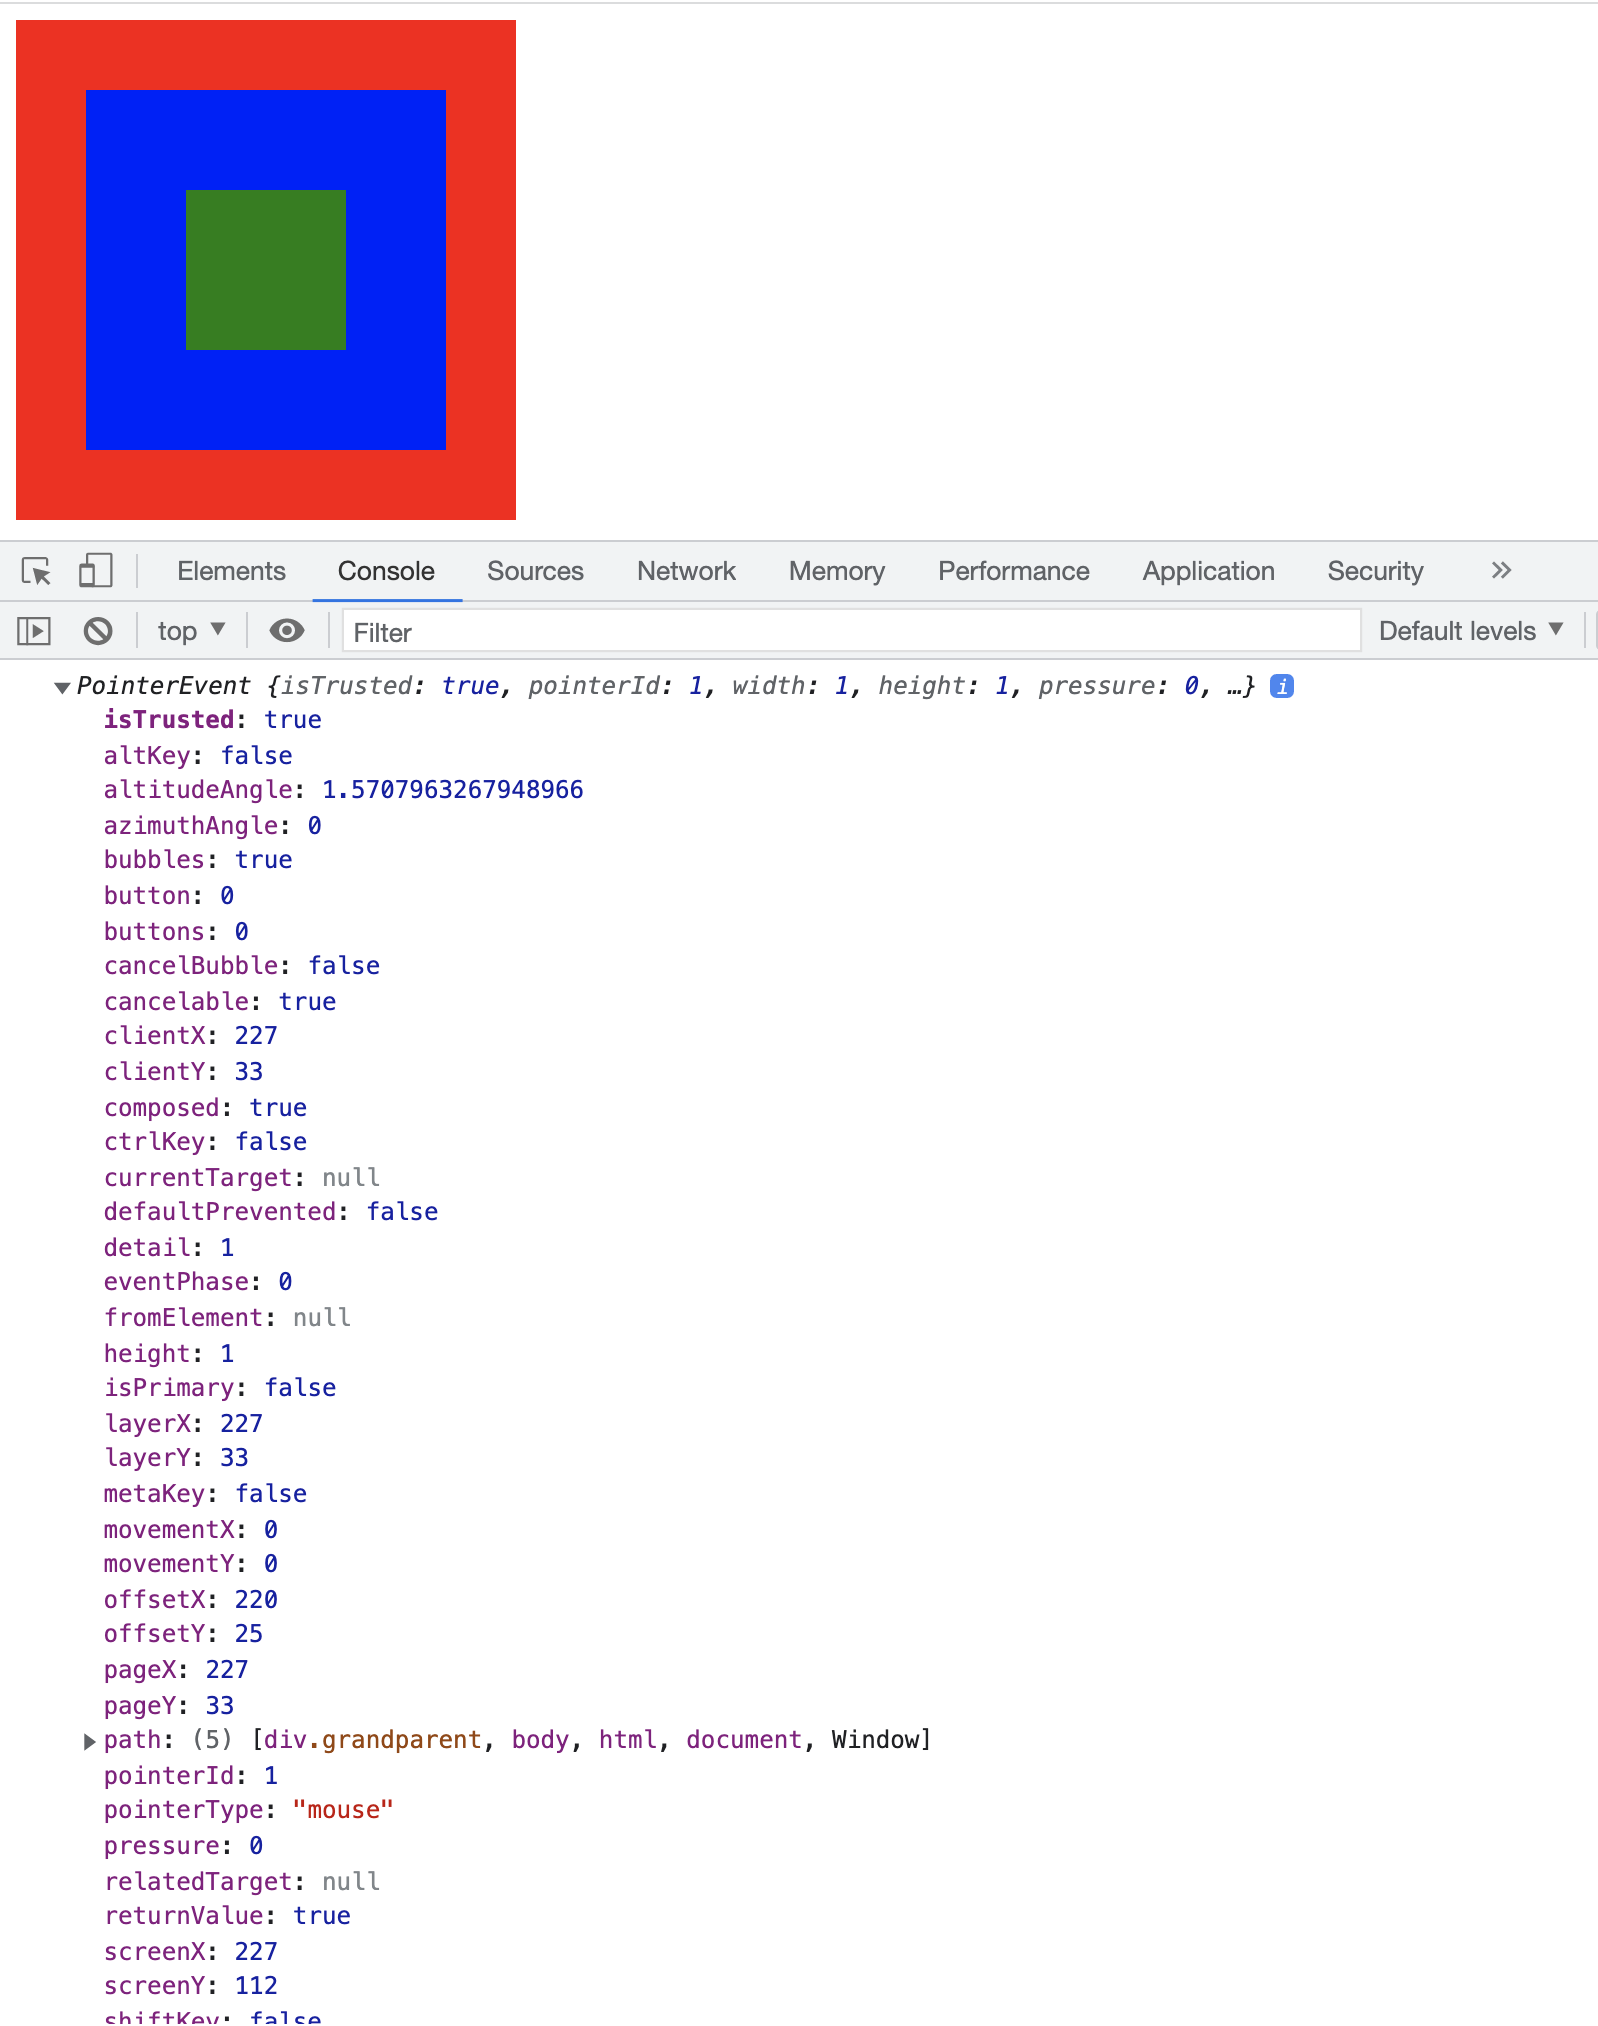 Elements Console Sources Network Memory Performance Application Security »
top ▼ Filter Default levels ▼
▼PointerEvent {isTrusted: true, pointerId: 1, width: 1, height: 1, pressure: 0, …} i
isTrusted: true
altKey: false
altitudeAngle: 1.5707963267948966
azimuthAngle: 0
bubbles: true
button: 0
buttons: 0
cancelBubble: false
cancelable: true
clientX: 227
clientY: 33
composed: true
ctrlKey: false
currentTarget: null
defaultPrevented: false
detail: 1
eventPhase: 0
fromElement: null
height: 1
isPrimary: false
layerX: 227
layerY: 33
metaKey: false
movementX: 0
movementY: 0
offsetX: 220
offsetY: 25
pageX: 227
pageY: 33
▶path: (5) [div.grandparent, body, html, document, Window]
pointerId: 1
pointerType: "mouse"
pressure: 0
relatedTarget: null
returnValue: true
screenX: 227
screenY: 112
shiftKey: false